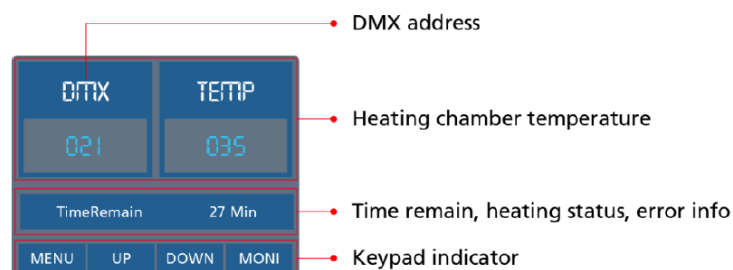 DMX address
DMX TEMP
021 035
Heating chamber temperature
TimeRemain 27 Min
Time remain, heating status, error info
MENU UP DOWN MONI
Keypad indicator